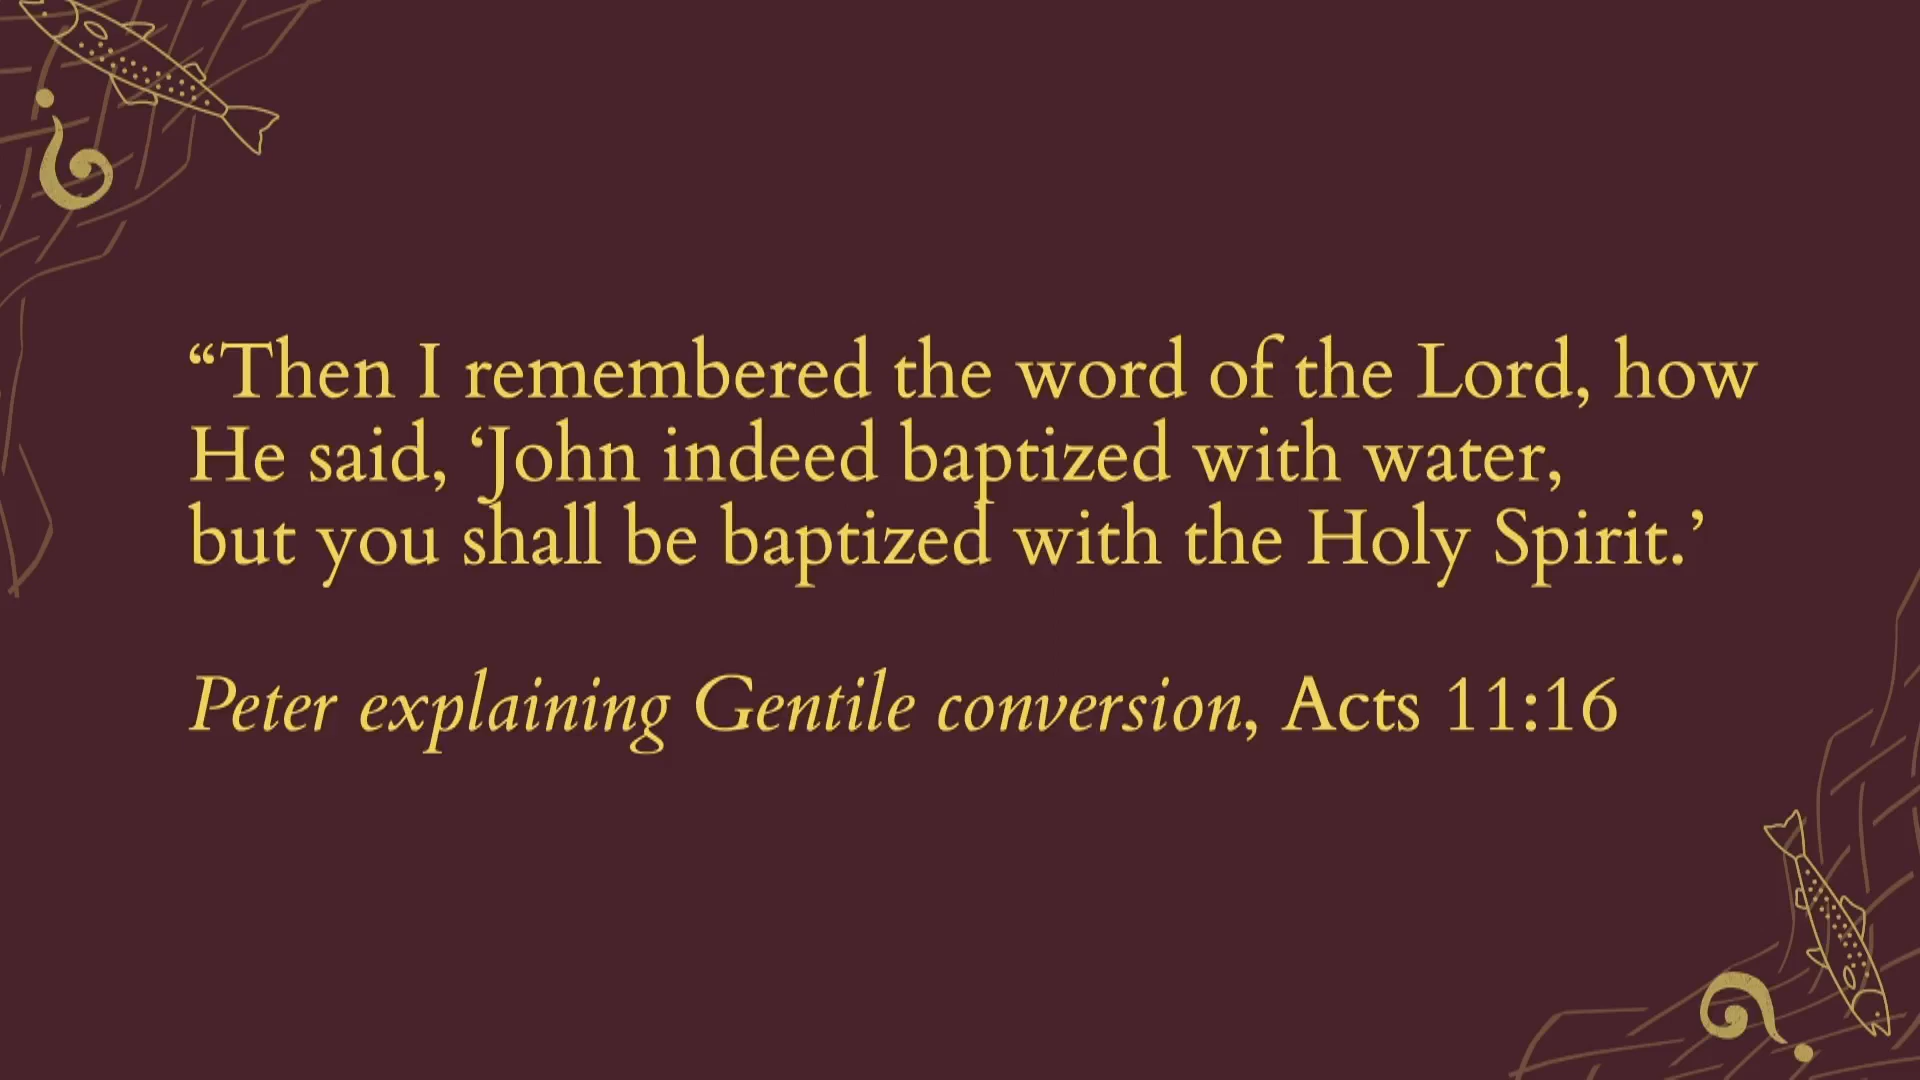 “Then I remembered the word of the Lord, how
He said, ‘John indeed baptized with water,
but you shall be baptized with the Holy Spirit.’
Peter explaining Gentile conversion, Acts 11:16